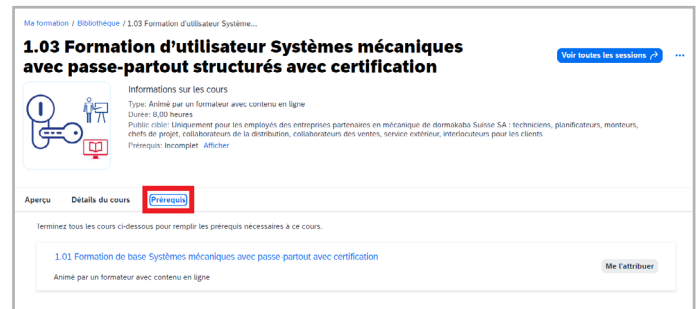 Ma formation / Bibliothèque / 1.03 Formation d'utilisateur Système...
1.03 Formation d'utilisateur Systèmes mécaniques
avec passe-partout structurés avec certification
Voir toutes les sessions
Informations sur les cours
Type: Animé par un formateur avec contenu en ligne
Durée: 8,00 heures
Public cible: Uniquement pour les employés des entreprises partenaires en mécanique de dormakaba Suisse SA : techniciens, planificateurs, monteurs,
chefs de projet, collaborateurs de la distribution, collaborateurs des ventes, service extérieur, interlocuteurs pour les clients
Prérequis: Incomplet Afficher
Aperçu Détails du cours Prérequis
Terminez tous les cours ci-dessous pour remplir les prérequis nécessaires à ce cours.
1.01 Formation de base Systèmes mécaniques avec passe-partout avec certification
Me l'attribuer
Animé par un formateur avec contenu en ligne